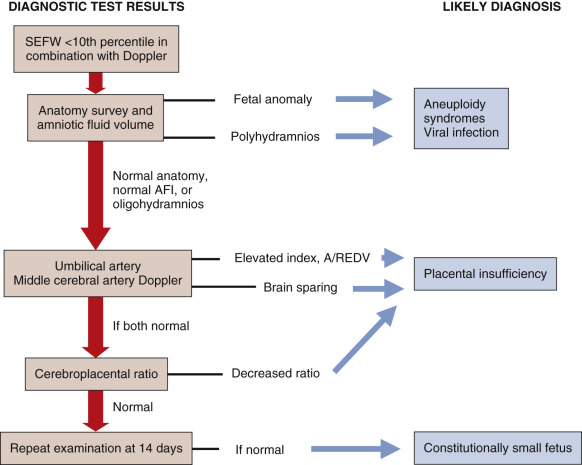 DIAGNOSTIC TEST RESULTS
LIKELY DIAGNOSIS
SEFW <10th percentile in
combination with Doppler
Anatomy survey and
amniotic fluid volume
Fetal anomaly
Polyhydramnios
Aneuploidy
syndromes
Viral infection
Normal anatomy,
normal AFI, or
oligohydramnios
Umbilical artery
Middle cerebral artery Doppler
Elevated index, A/REDV
Brain sparing
Placental insufficiency
If both normal
Cerebroplacental ratio
Decreased ratio
Normal
Repeat examination at 14 days
If normal
Constitutionally small fetus